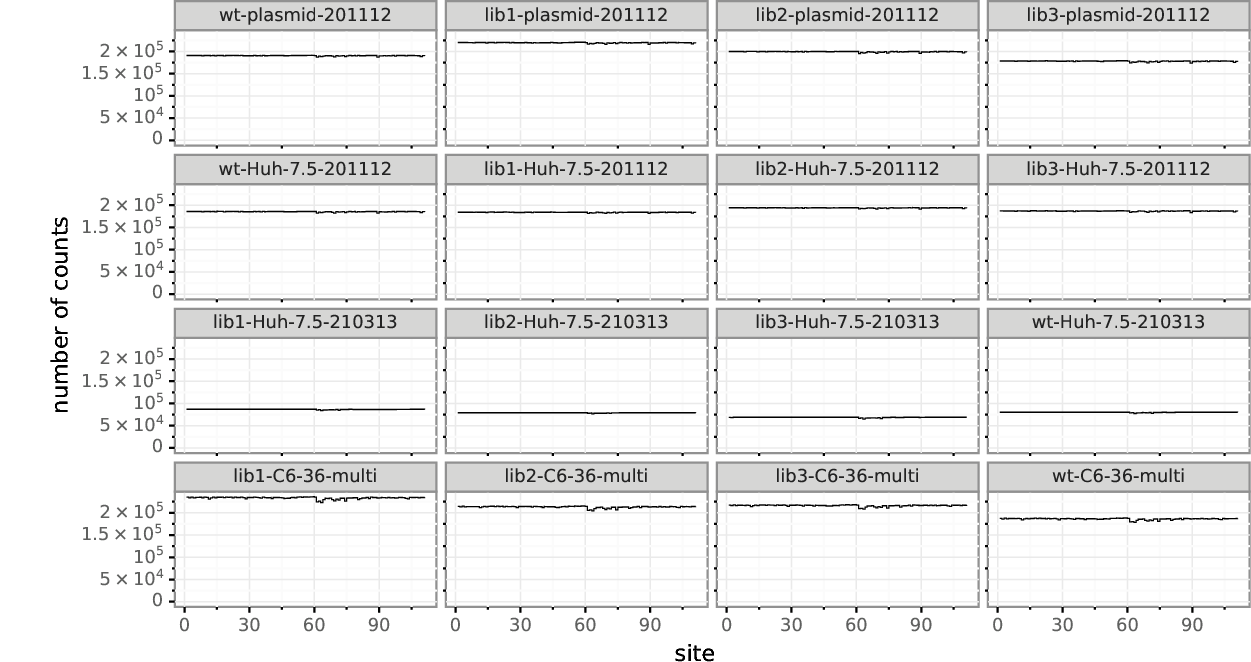 wt-plasmid-201112 lib1-plasmid-201112 lib2-plasmid-201112 lib3-plasmid-201112
2 × 10⁵
1.5 × 10⁵
10⁵
5 × 10⁴
0
wt-Huh-7.5-201112 lib1-Huh-7.5-201112 lib2-Huh-7.5-201112 lib3-Huh-7.5-201112
2 × 10⁵
1.5 × 10⁵
10⁵
5 × 10⁴
0
number of counts
lib1-Huh-7.5-210313 lib2-Huh-7.5-210313 lib3-Huh-7.5-210313 wt-Huh-7.5-210313
2 × 10⁵
1.5 × 10⁵
10⁵
5 × 10⁴
0
lib1-C6-36-multi lib2-C6-36-multi lib3-C6-36-multi wt-C6-36-multi
2 × 10⁵
1.5 × 10⁵
10⁵
5 × 10⁴
0
0 30 60 90 0 30 60 90 0 30 60 90 0 30 60 90
site